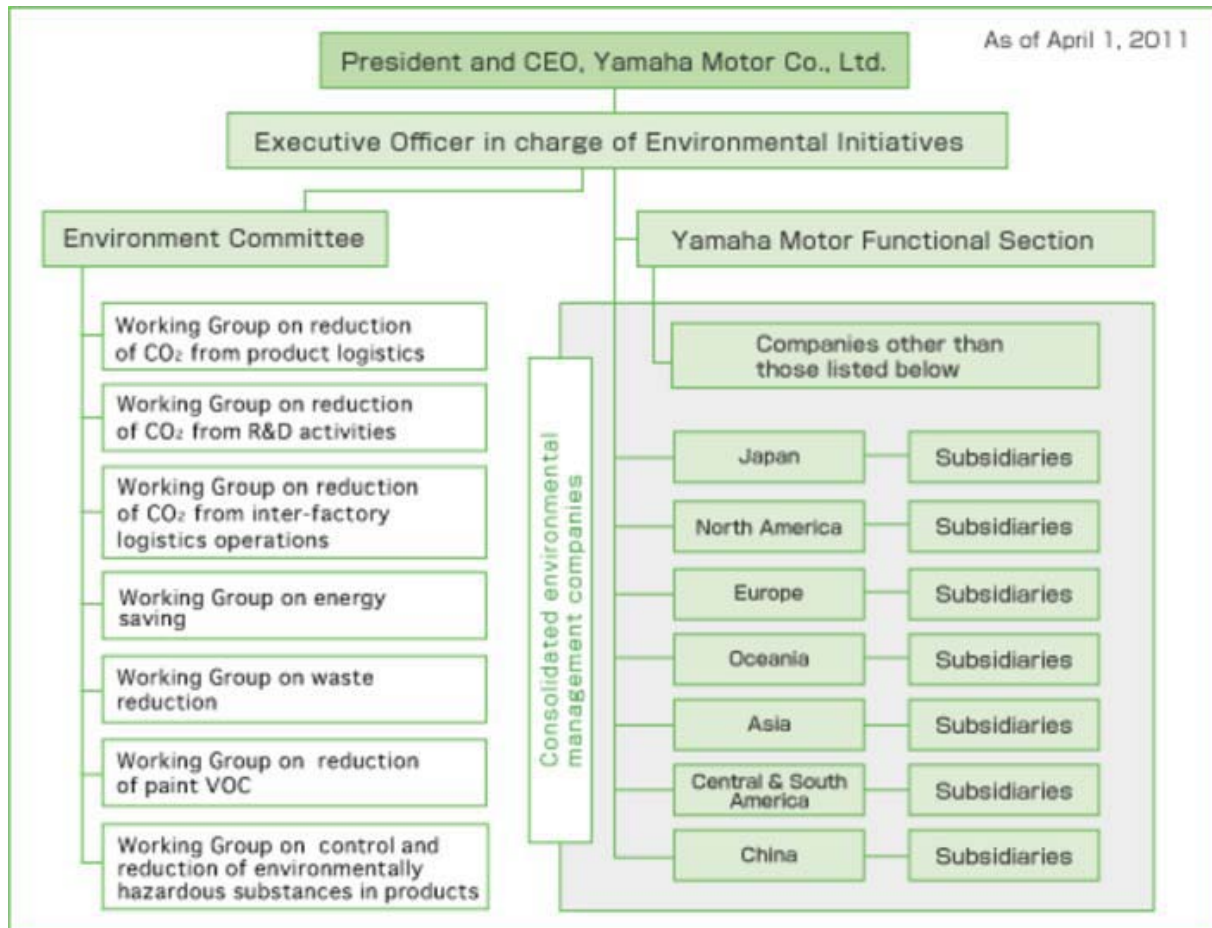 As of April 1, 2011
President and CEO, Yamaha Motor Co., Ltd.
Executive Officer in charge of Environmental Initiatives
Environment Committee
Working Group on reduction
of CO₂ from product logistics
Working Group on reduction
of CO₂ from R&D activities
Working Group on reduction
of CO₂ from inter-factory
logistics operations
Working Group on energy
saving
Working Group on waste
reduction
Working Group on reduction
of paint VOC
Working Group on control and
reduction of environmentally
hazardous substances in products
Yamaha Motor Functional Section
Consolidated environmental
management companies
Companies other than
those listed below
Japan
Subsidiaries
North America
Subsidiaries
Europe
Subsidiaries
Oceania
Subsidiaries
Asia
Subsidiaries
Central & South
America
Subsidiaries
China
Subsidiaries